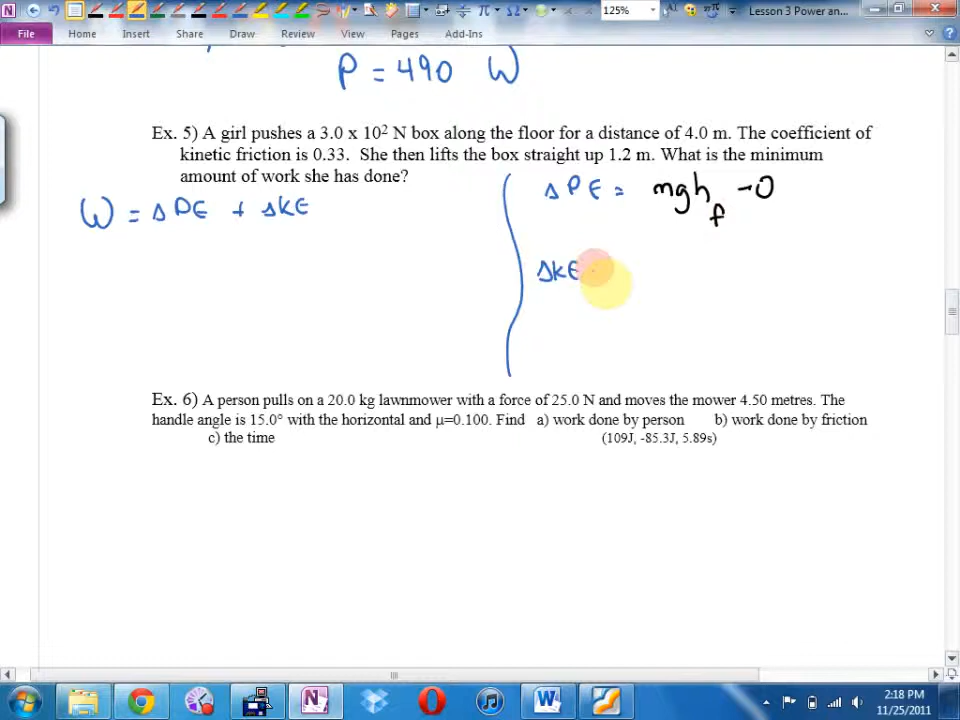 125%
Lesson 3 Power an...
File Home Insert Share Draw Review View Pages Add-Ins
P = 490 W
Ex. 5) A girl pushes a 3.0 x 10² N box along the floor for a distance of 4.0 m. The coefficient of
kinetic friction is 0.33. She then lifts the box straight up 1.2 m. What is the minimum
amount of work she has done?
W = ΔPE + ΔKE
ΔPE = mghf - 0
ΔKE
Ex. 6) A person pulls on a 20.0 kg lawnmower with a force of 25.0 N and moves the mower 4.50 metres. The
handle angle is 15.0° with the horizontal and μ=0.100. Find a) work done by person b) work done by friction
c) the time (109J, -85.3J, 5.89s)
2:18 PM
11/25/2011